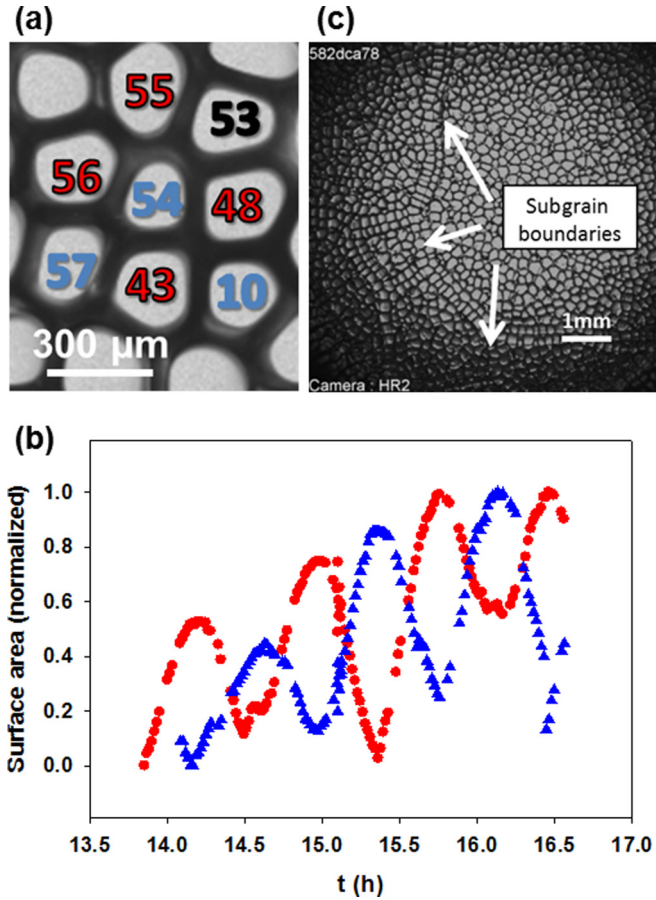 (a)
55
53
56
54
48
57
43
10
300 µm
(c)
582dca78
Subgrain
boundaries
1mm
Camera : HR2
(b)
Surface area (normalized)
1.0
0.8
0.6
0.4
0.2
0.0
13.5 14.0 14.5 15.0 15.5 16.0 16.5 17.0
t (h)